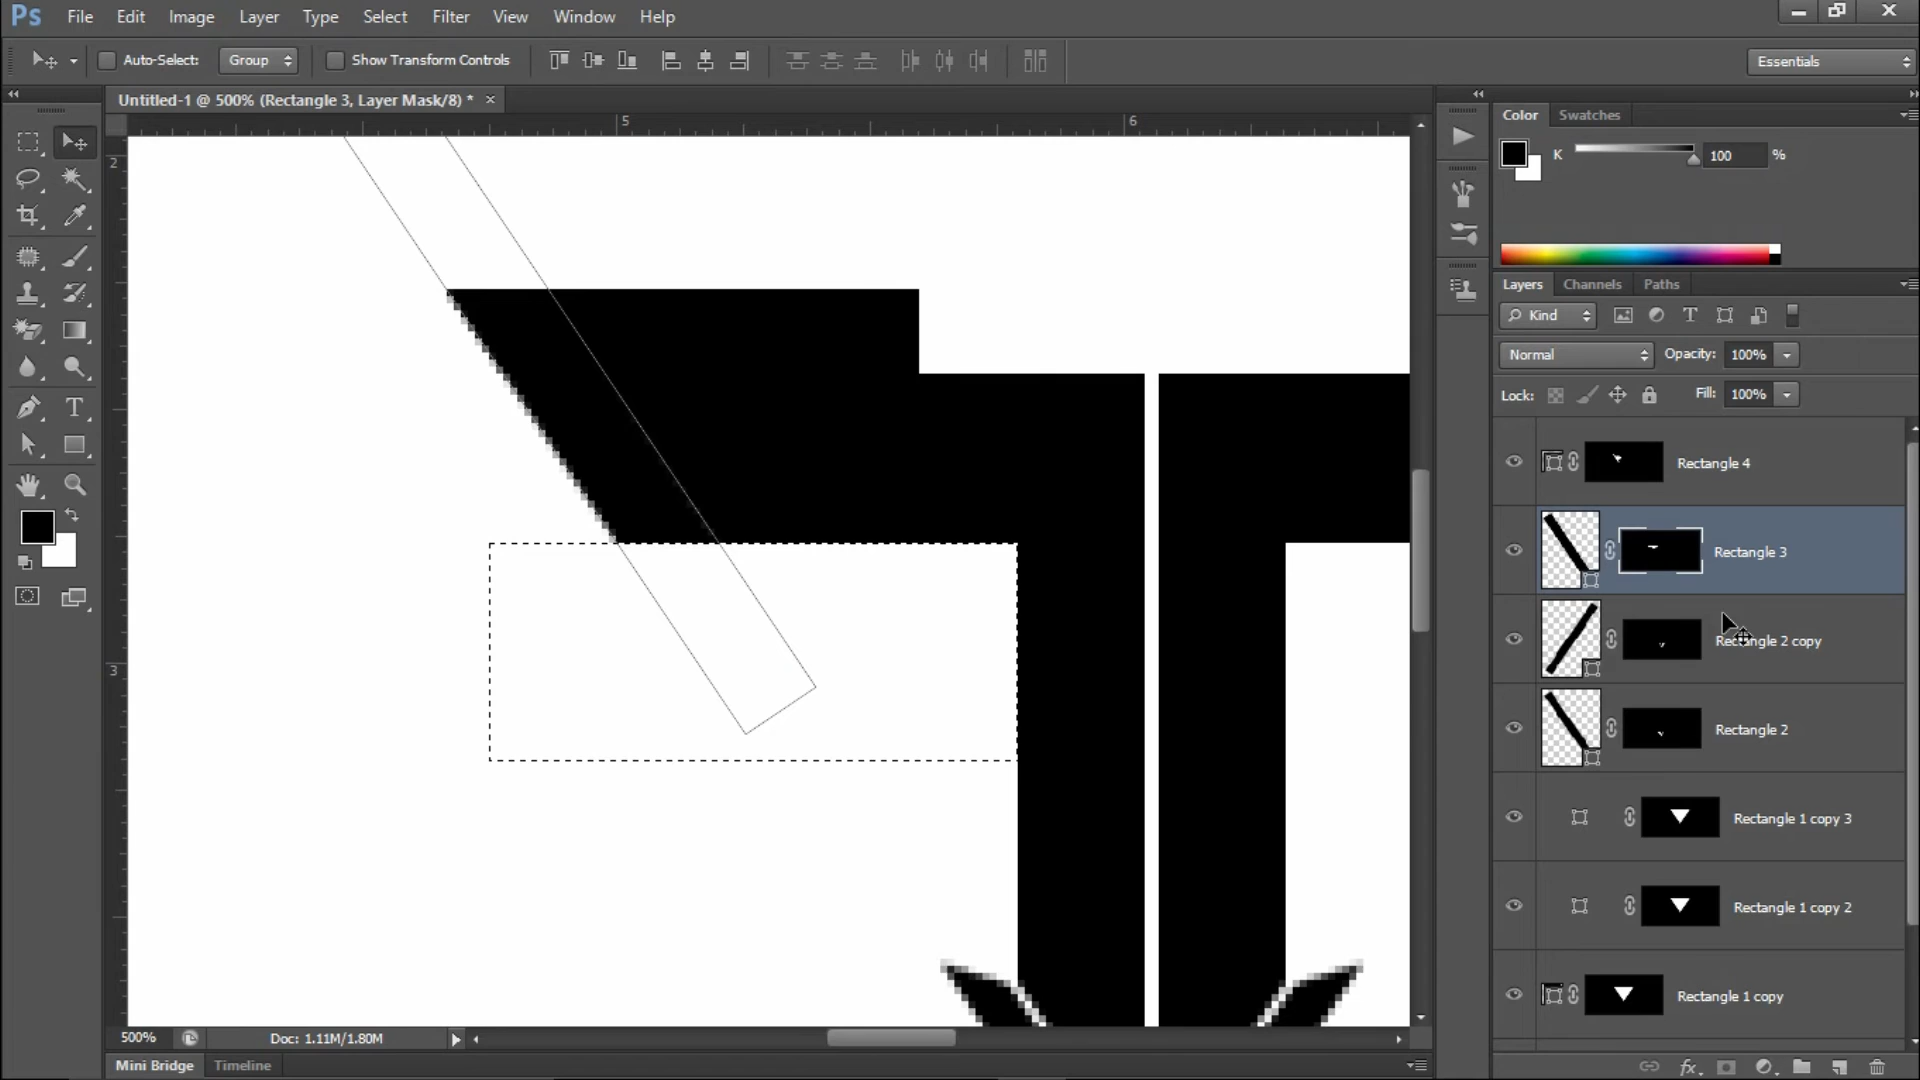 Ps File Edit Image Layer Type Select Filter View Window Help
Auto-Select: Group Show Transform Controls Essentials
Untitled-1 @ 500% (Rectangle 3, Layer Mask/8) * ×
Color Swatches
5 6
2
K 100 %
Layers Channels Paths
Kind
Normal Opacity: 100%
Lock: Fill: 100%
Rectangle 4
Rectangle 3
Rectangle 2 copy
3
Rectangle 2
Rectangle 1 copy 3
Rectangle 1 copy 2
Rectangle 1 copy
500% Doc: 1.11M/1.80M
Mini Bridge Timeline
fx